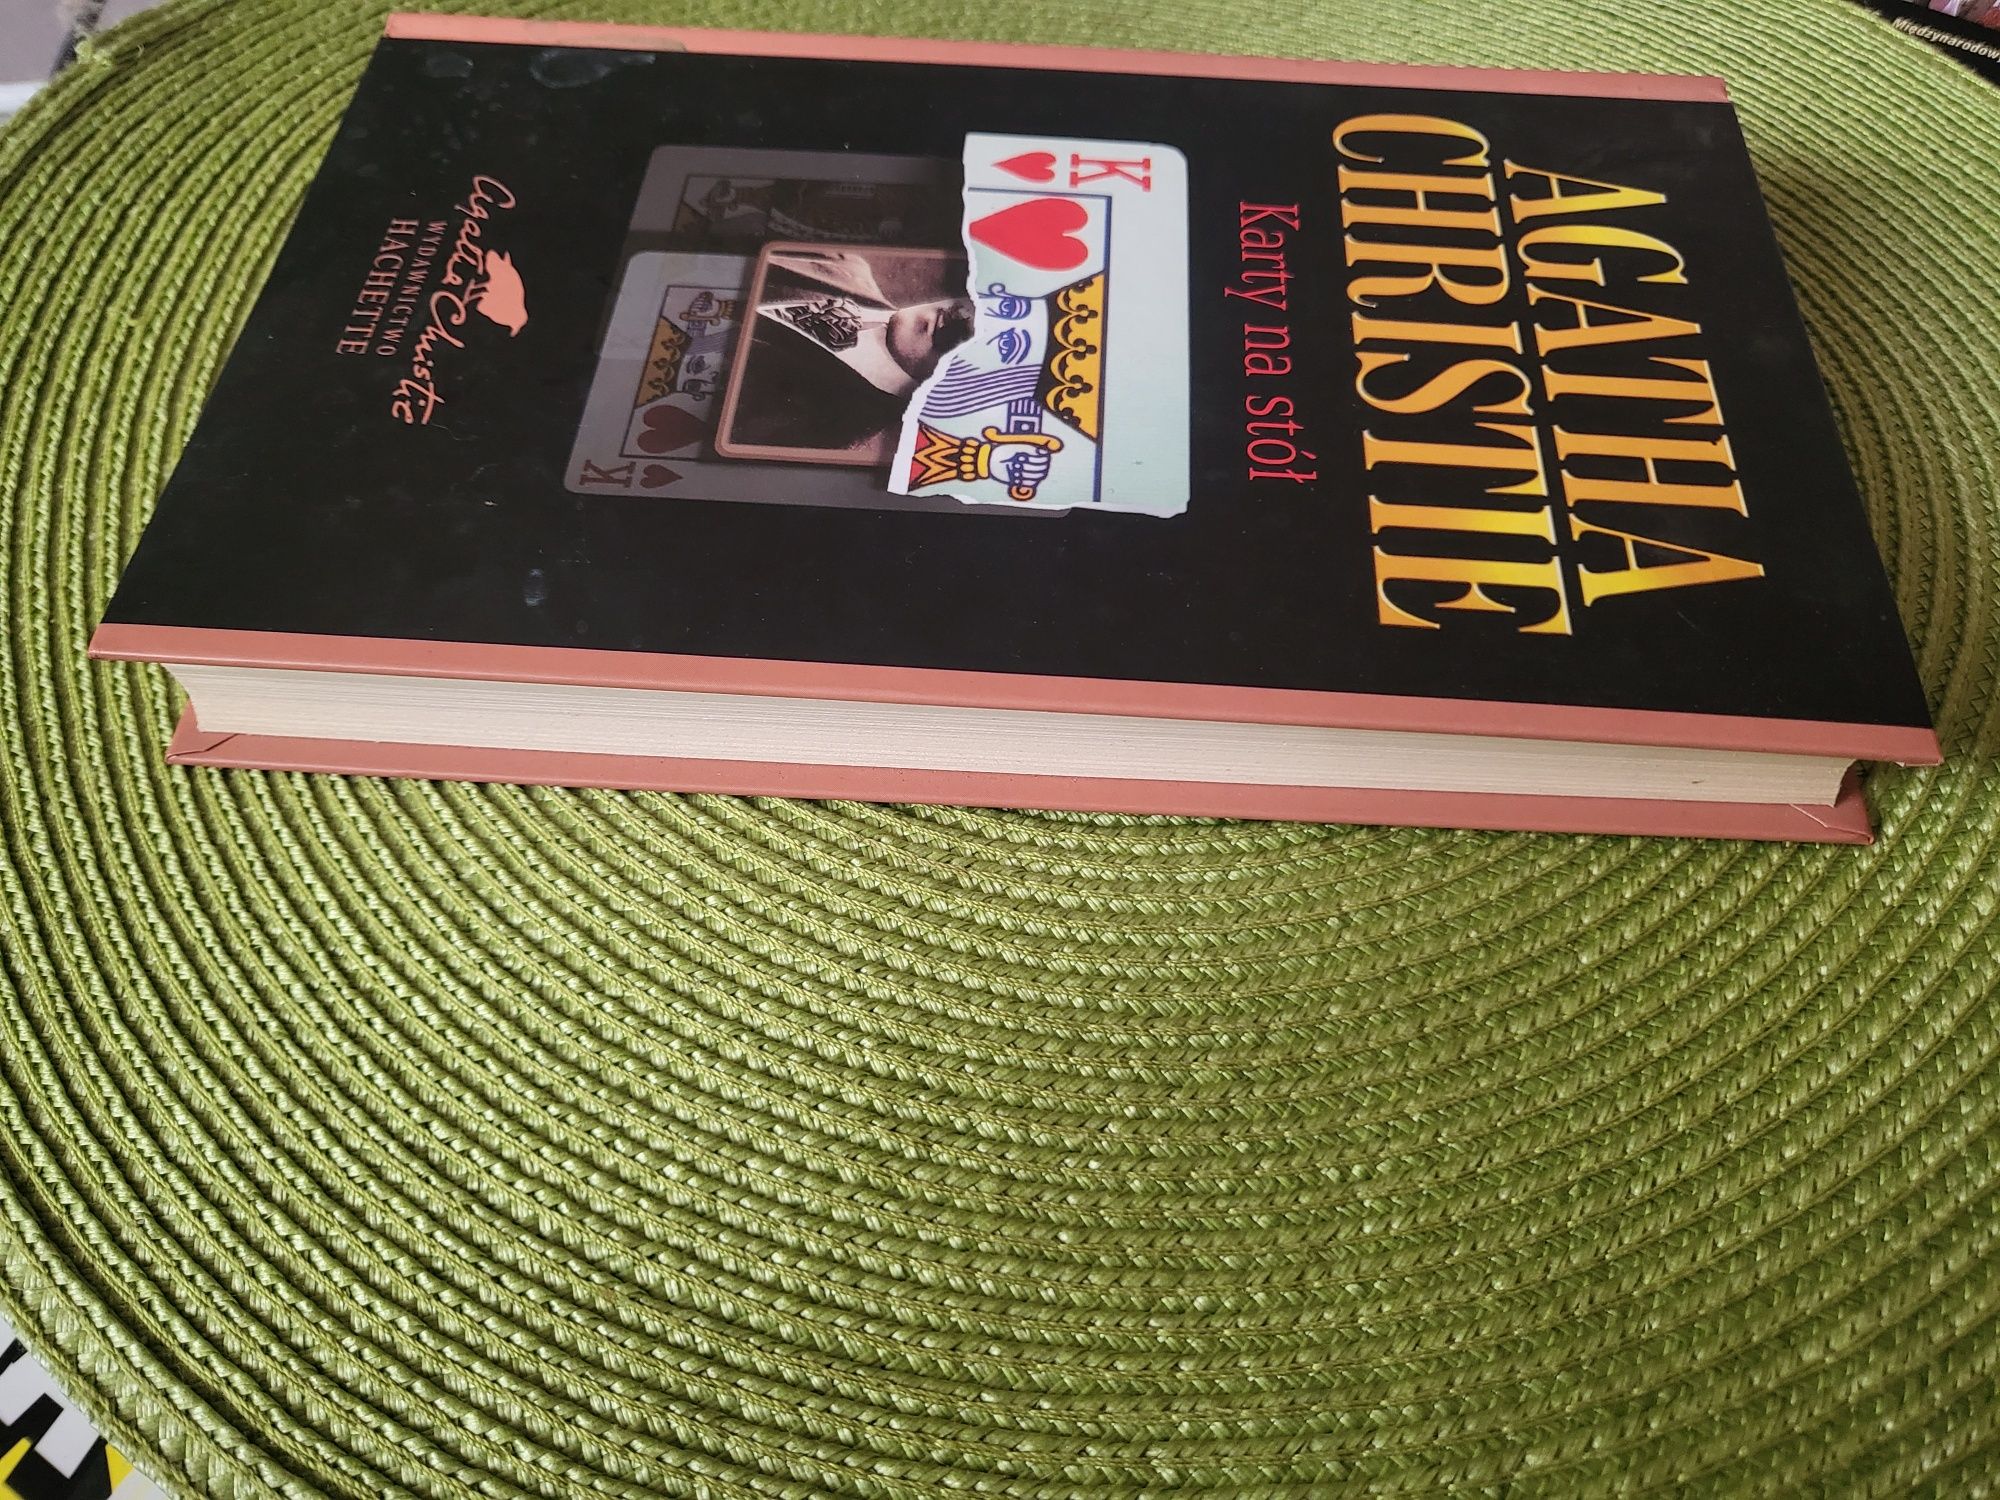 AGATHA
CHRISTIE
Karty na stół
K
K
Agatha Christie
WYDAWNICTWO
HACHETTE